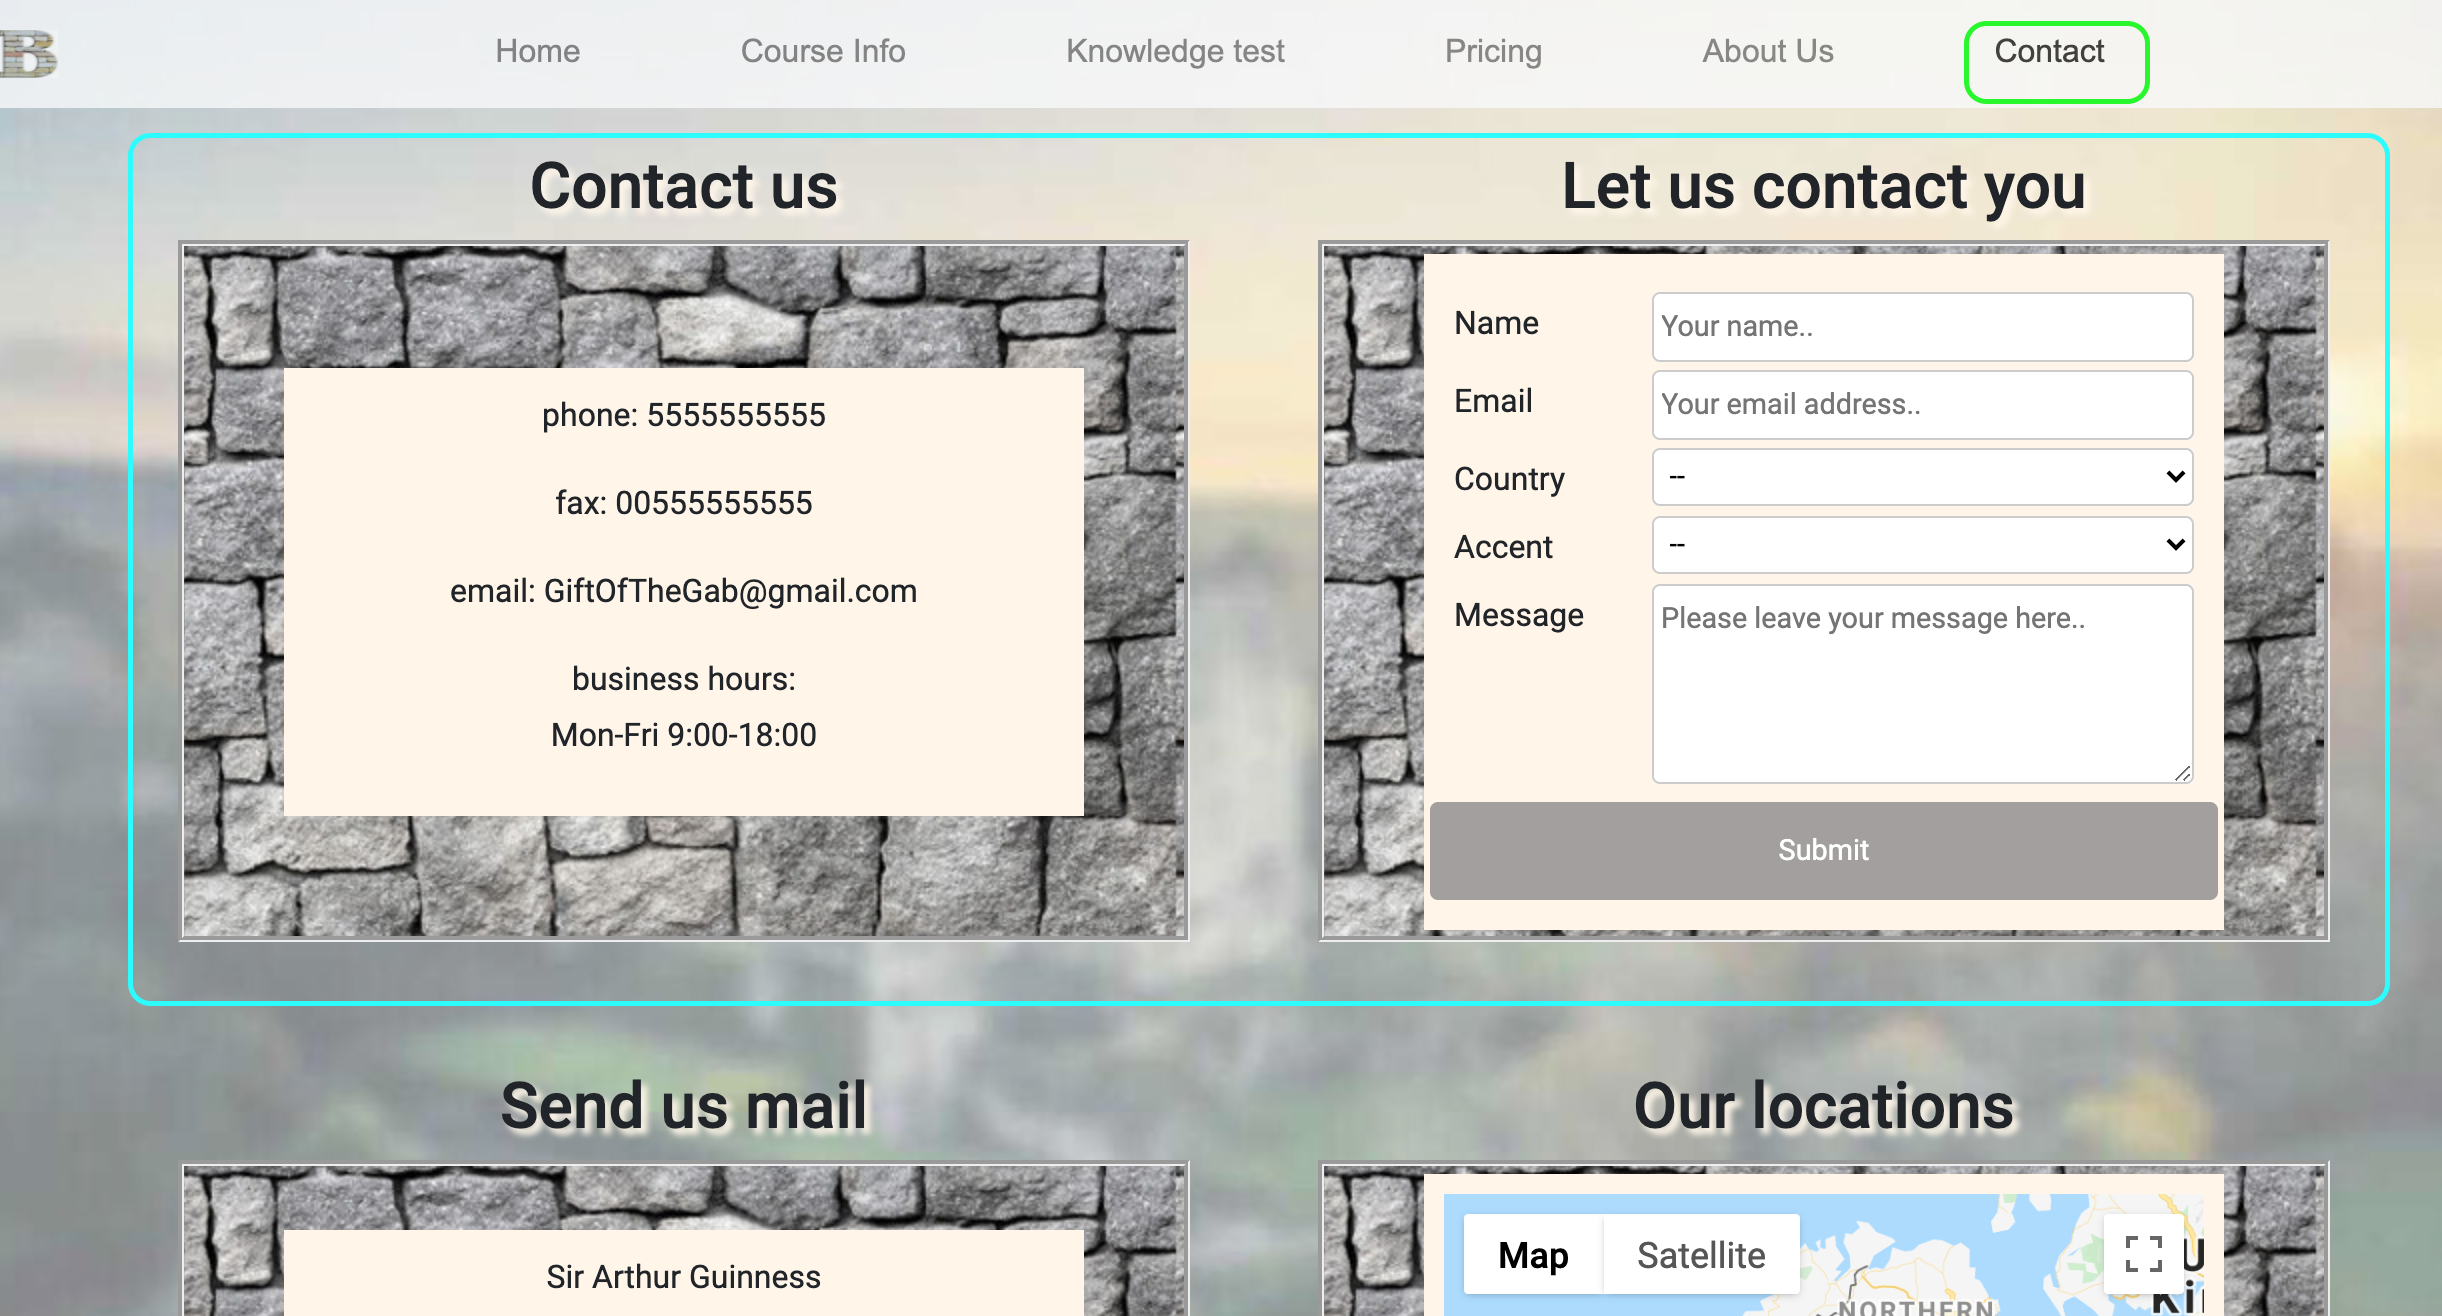 B
Home
Course Info
Knowledge test
Pricing
About Us
Contact
Contact us
phone: 5555555555
fax: 00555555555
email: GiftOfTheGab@gmail.com
business hours:
Mon-Fri 9:00-18:00
Let us contact you
Name
Your name..
Email
Your email address..
Country
--
Accent
--
Message
Please leave your message here..
Submit
Send us mail
Sir Arthur Guinness
Our locations
Map
Satellite
NORTHERN